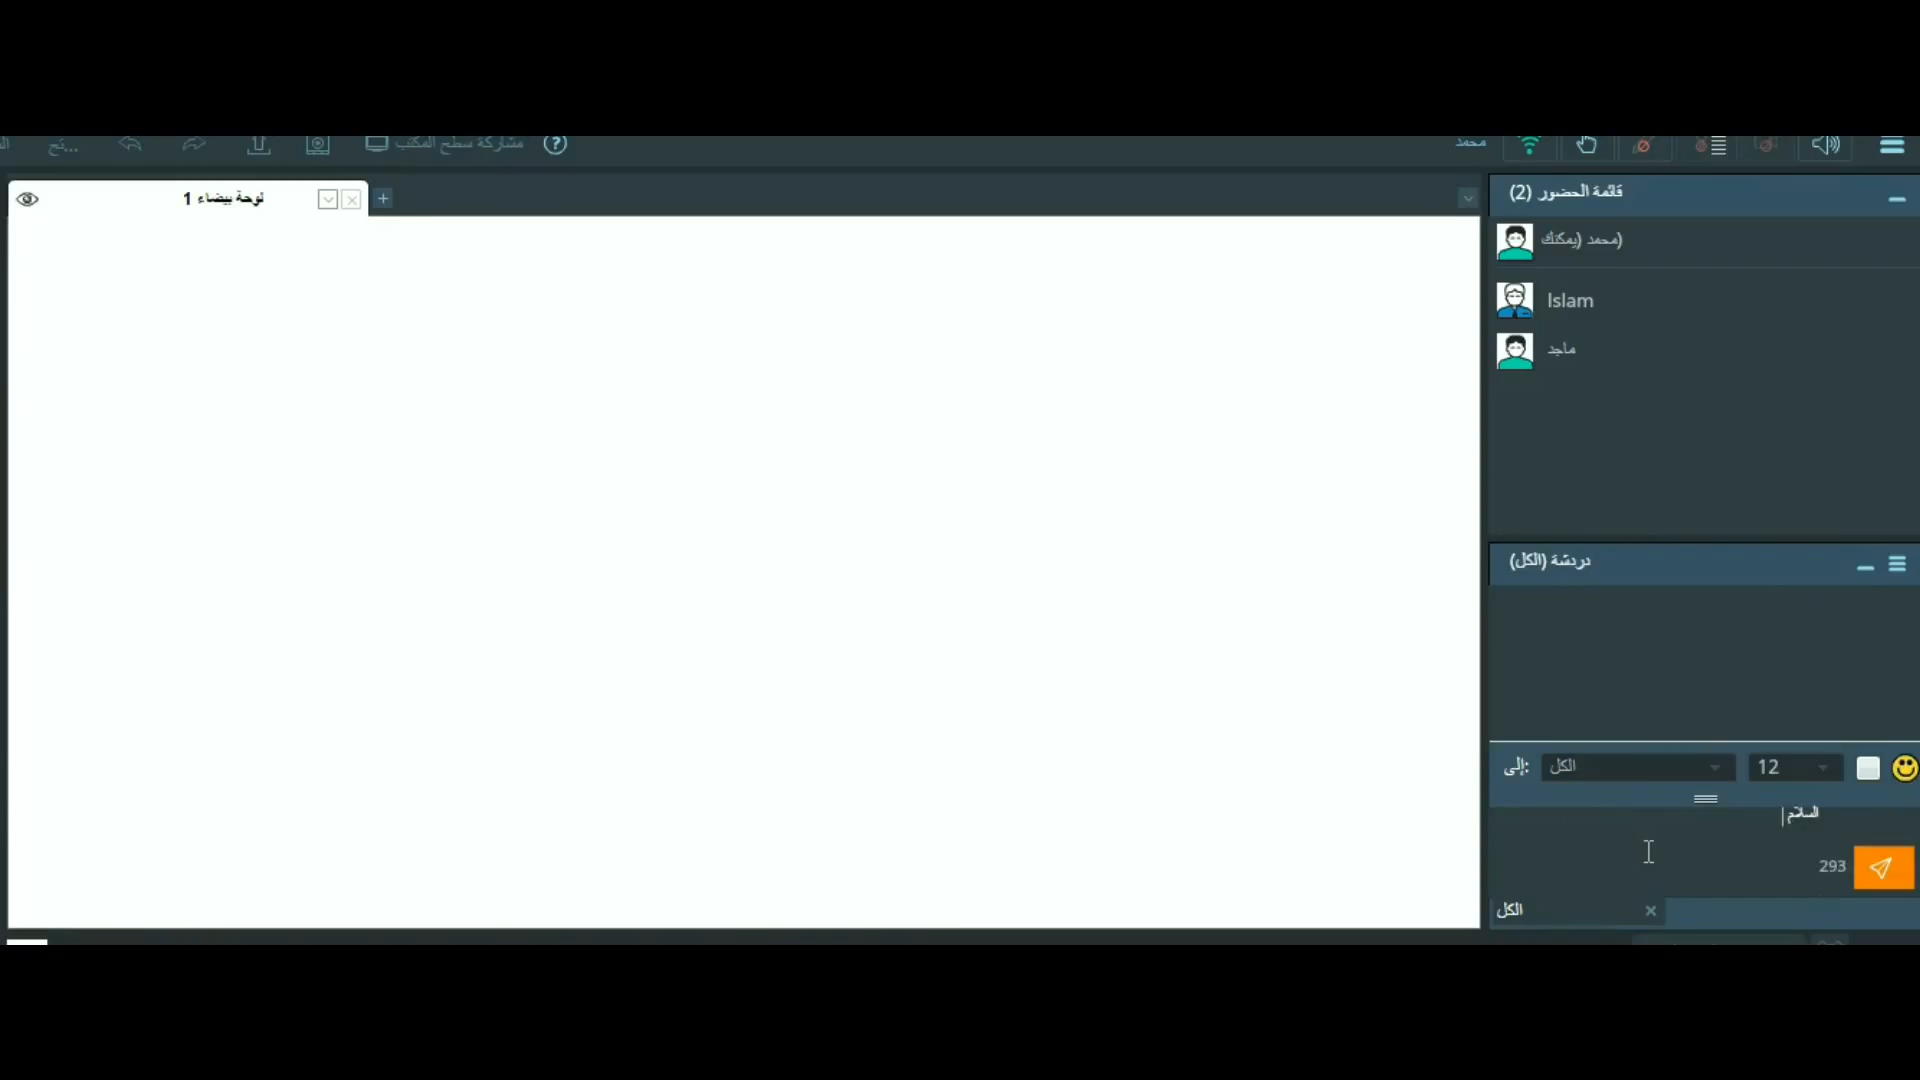 مشاركة سطح المكتب
محمد
لوحة بيضاء 1
قائمة الحضور (2)
محمد (يمكنك)
Islam
ماجد
دردشة (الكل)
إلى:
الكل
12
السلام
293
الكل